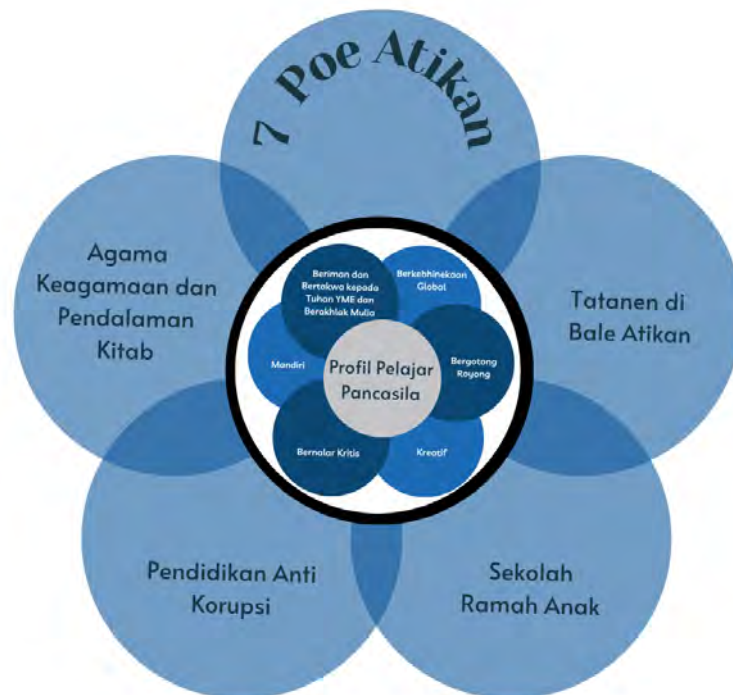 7 Poe Atikan
Agama
Keagamaan dan
Pendalaman
Kitab
Tatanen di
Bale Atikan
Beriman dan
Bertakwa kepada
Tuhan YME dan
Berakhlak Mulia
Berkebhinekaan
Global
Mandiri
Profil Pelajar
Pancasila
Bergotong
Royong
Bernalar Kritis
Kreatif
Pendidikan Anti
Korupsi
Sekolah
Ramah Anak